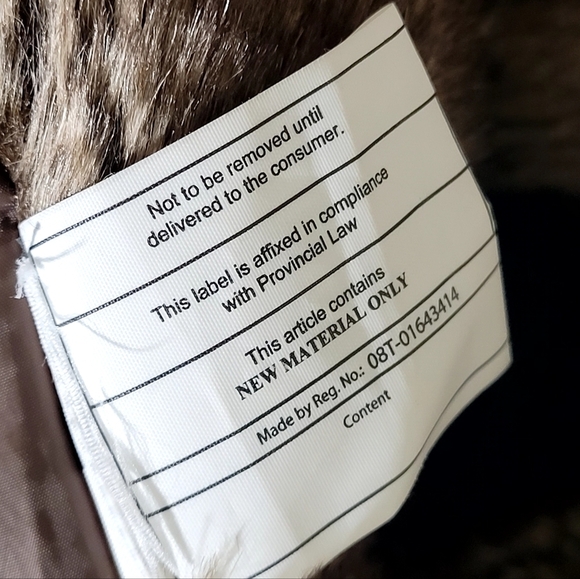 Not to be removed until
delivered to the consumer.
This label is affixed in compliance
with Provincial Law
This article contains
NEW MATERIAL ONLY
Made by Reg. No.: 08T-01643414
Content